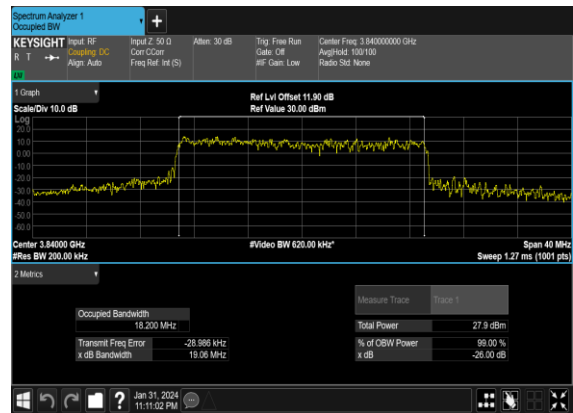 Spectrum Analyzer 1
Occupied BW
KEYSIGHT Input: RF Input Z: 50 Ω Atten: 30 dB Trig: Free Run Center Freq: 3.840000000 GHz
R T Coupling: DC Corr CCorr Gate: Off Avg|Hold: 100/100
Align: Auto Freq Ref: Int (S) #IF Gain: Low Radio Std: None
1 Graph
Scale/Div 10.0 dB Ref Lvl Offset 11.90 dB
Ref Value 30.00 dBm
Log
20.0
10.0
0.00
-10.0
-20.0
-30.0
-40.0
-50.0
-60.0
Center 3.84000 GHz #Video BW 620.00 kHz* Span 40 MHz
#Res BW 200.00 kHz Sweep 1.27 ms (1001 pts)
2 Metrics
Measure Trace Trace 1
Occupied Bandwidth
18.200 MHz Total Power 27.9 dBm
Transmit Freq Error -28.986 kHz % of OBW Power 99.00 %
x dB Bandwidth 19.06 MHz x dB -26.00 dB
? Jan 31, 2024
11:11:02 PM